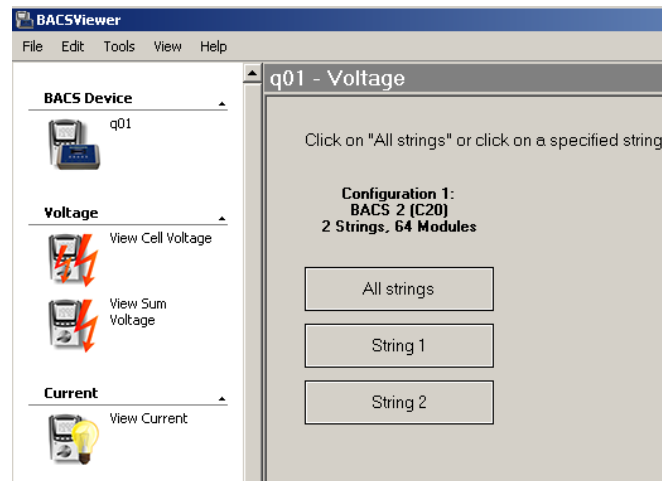 BACSViewer
File Edit Tools View Help
BACS Device
q01
Voltage
View Cell Voltage
View Sum
Voltage
Current
View Current
q01 - Voltage
Click on "All strings" or click on a specified string
Configuration 1:
BACS 2 (C20)
2 Strings, 64 Modules
All strings
String 1
String 2